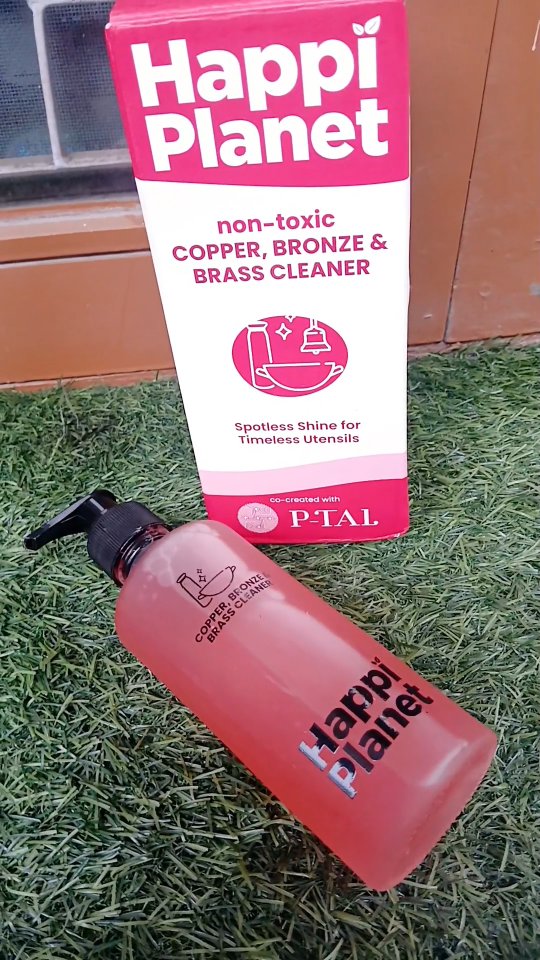 Happi
Planet
non-toxic
COPPER, BRONZE &
BRASS CLEANER
Spotless Shine for
Timeless Utensils
co-created with
P-TAL
COPPER, BRONZE &
BRASS CLEANER
Happi
Planet